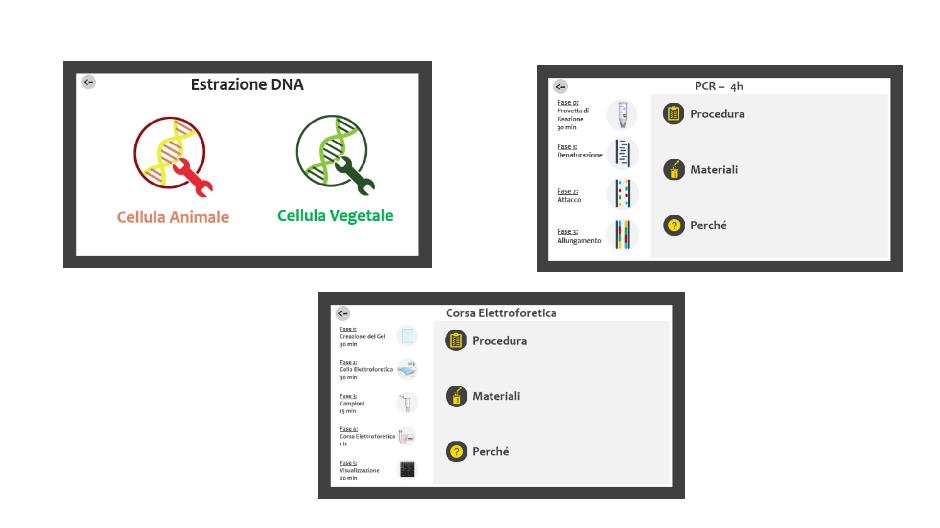 <-
Estrazione DNA
Cellula Animale
Cellula Vegetale
<-
PCR – 4h
Fase 0:
Provetta di
Reazione
30 min
Fase 1:
Denaturazione
Fase 2:
Attacco
Fase 3:
Allungamento
Procedura
Materiali
? Perché
<-
Corsa Elettroforetica
Fase 1:
Creazione del Gel
30 min
Fase 2:
Cella Elettroforetica
30 min
Fase 3:
Campioni
15 min
Fase 4:
Corsa Elettroforetica
1 h
Fase 5:
Visualizzazione
20 min
Procedura
Materiali
? Perché